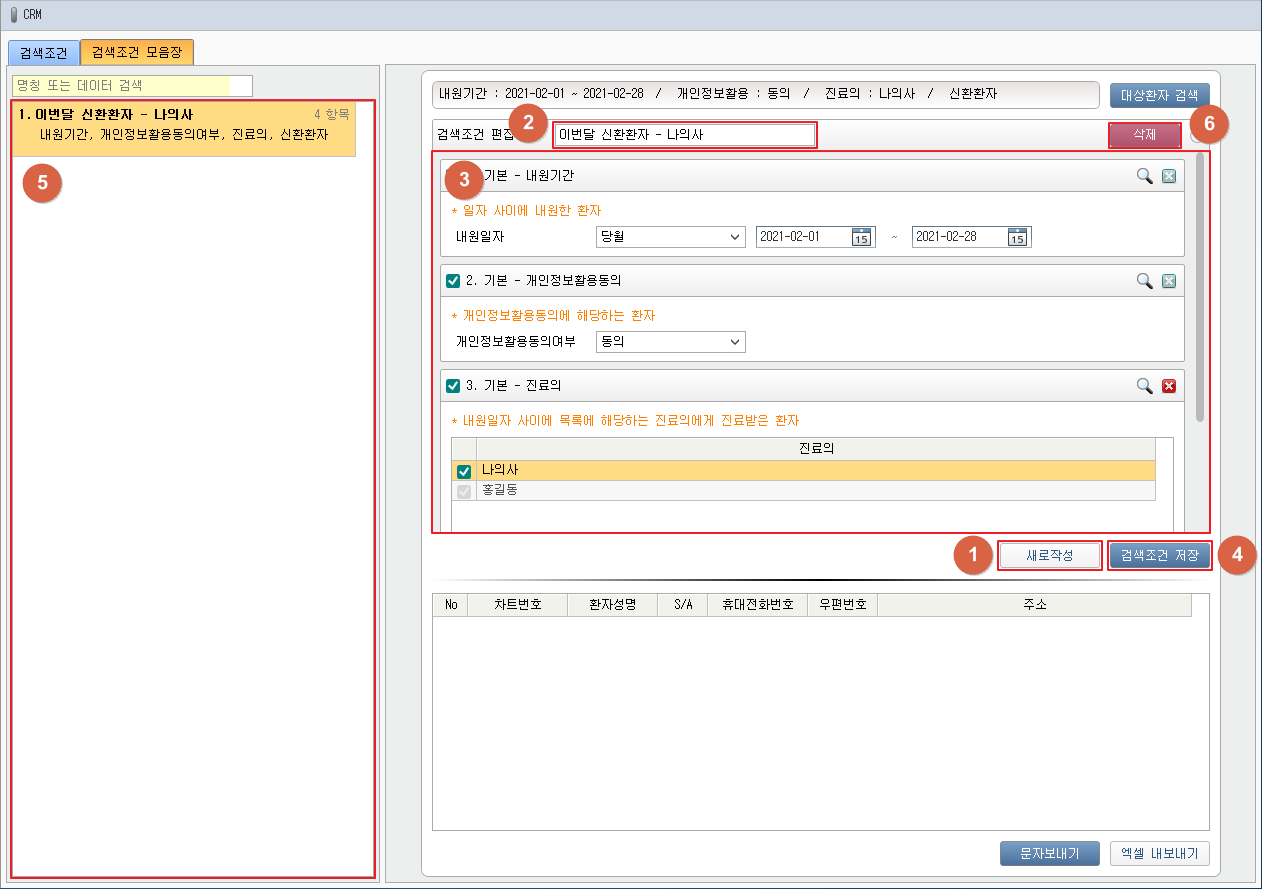 CRM
검색조건 검색조건 모음장
명칭 또는 데이터 검색
1.이번달 신환환자 - 나의사 4 항목
내원기간, 개인정보활용동의여부, 진료의, 신환환자
5
내원기간 : 2021-02-01 ~ 2021-02-28 / 개인정보활용 : 동의 / 진료의 : 나의사 / 신환환자 대상환자 검색
검색조건 편집 2 이번달 신환환자 - 나의사 삭제 6
3 기본 - 내원기간
* 일자 사이에 내원한 환자
내원일자 당월 2021-02-01 15 ~ 2021-02-28 15
2. 기본 - 개인정보활용동의
* 개인정보활용동의에 해당하는 환자
개인정보활용동의여부 동의
3. 기본 - 진료의
* 내원일자 사이에 목록에 해당하는 진료의에게 진료받은 환자
진료의
나의사
홍길동
1 새로작성 검색조건 저장 4
No 차트번호 환자성명 S/A 휴대전화번호 우편번호 주소
문자보내기 엑셀 내보내기